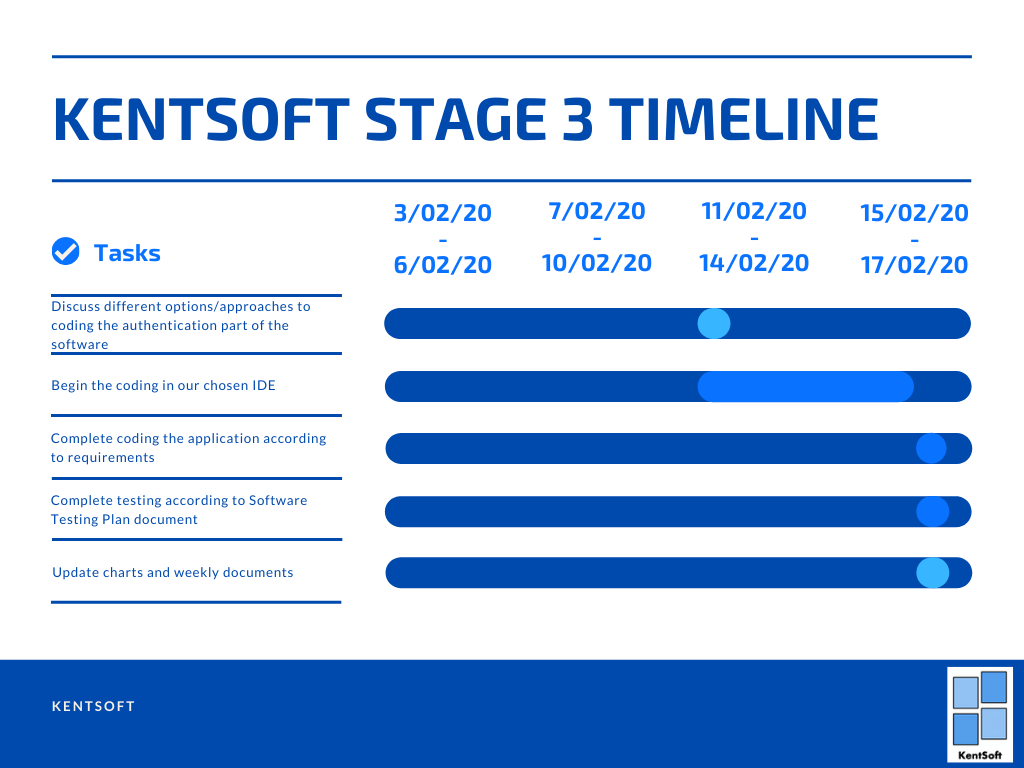 KENTSOFT STAGE 3 TIMELINE
Tasks
3/02/20
-
6/02/20
7/02/20
-
10/02/20
11/02/20
-
14/02/20
15/02/20
-
17/02/20
Discuss different options/approaches to
coding the authentication part of the
software
Begin the coding in our chosen IDE
Complete coding the application according
to requirements
Complete testing according to Software
Testing Plan document
Update charts and weekly documents
KENTSOFT
KentSoft